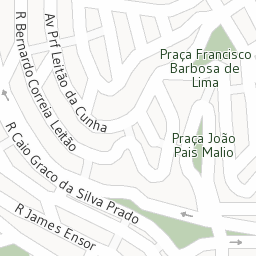 Av Prf Leitão da Cunha
R Bernardo Correia Leitão
Praça Francisco
Barbosa de
Lima
R Caio Graco da Silva Prado
Praça João
Pais Malio
R James Ensor